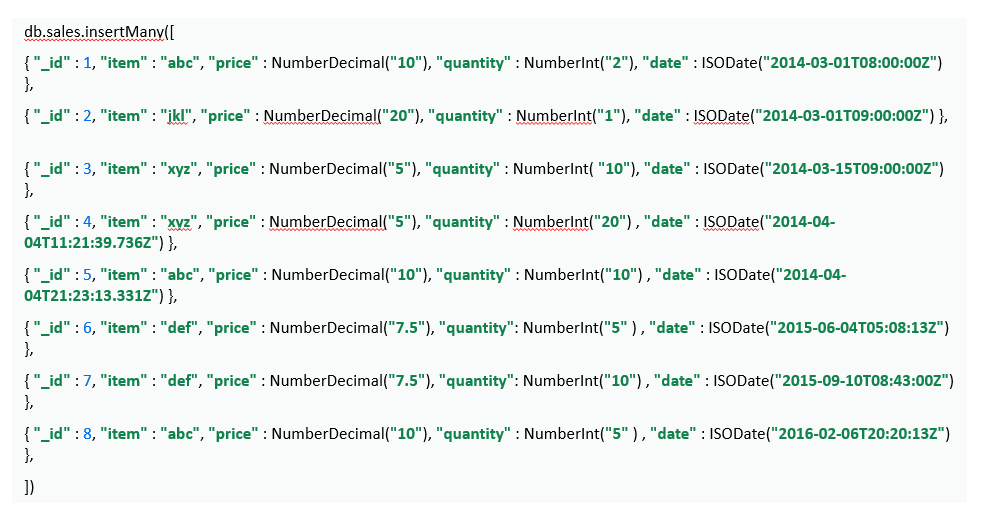 db.sales.insertMany([
{ "_id" : 1, "item" : "abc", "price" : NumberDecimal("10"), "quantity" : NumberInt("2"), "date" : ISODate("2014-03-01T08:00:00Z")
},
{ "_id" : 2, "item" : "jkl", "price" : NumberDecimal("20"), "quantity" : NumberInt("1"), "date" : ISODate("2014-03-01T09:00:00Z") },
{ "_id" : 3, "item" : "xyz", "price" : NumberDecimal("5"), "quantity" : NumberInt( "10"), "date" : ISODate("2014-03-15T09:00:00Z")
},
{ "_id" : 4, "item" : "xyz", "price" : NumberDecimal("5"), "quantity" : NumberInt("20") , "date" : ISODate("2014-04-
04T11:21:39.736Z") },
{ "_id" : 5, "item" : "abc", "price" : NumberDecimal("10"), "quantity" : NumberInt("10") , "date" : ISODate("2014-04-
04T21:23:13.331Z") },
{ "_id" : 6, "item" : "def", "price" : NumberDecimal("7.5"), "quantity": NumberInt("5" ) , "date" : ISODate("2015-06-04T05:08:13Z")
},
{ "_id" : 7, "item" : "def", "price" : NumberDecimal("7.5"), "quantity": NumberInt("10") , "date" : ISODate("2015-09-10T08:43:00Z")
},
{ "_id" : 8, "item" : "abc", "price" : NumberDecimal("10"), "quantity" : NumberInt("5" ) , "date" : ISODate("2016-02-06T20:20:13Z")
},
])